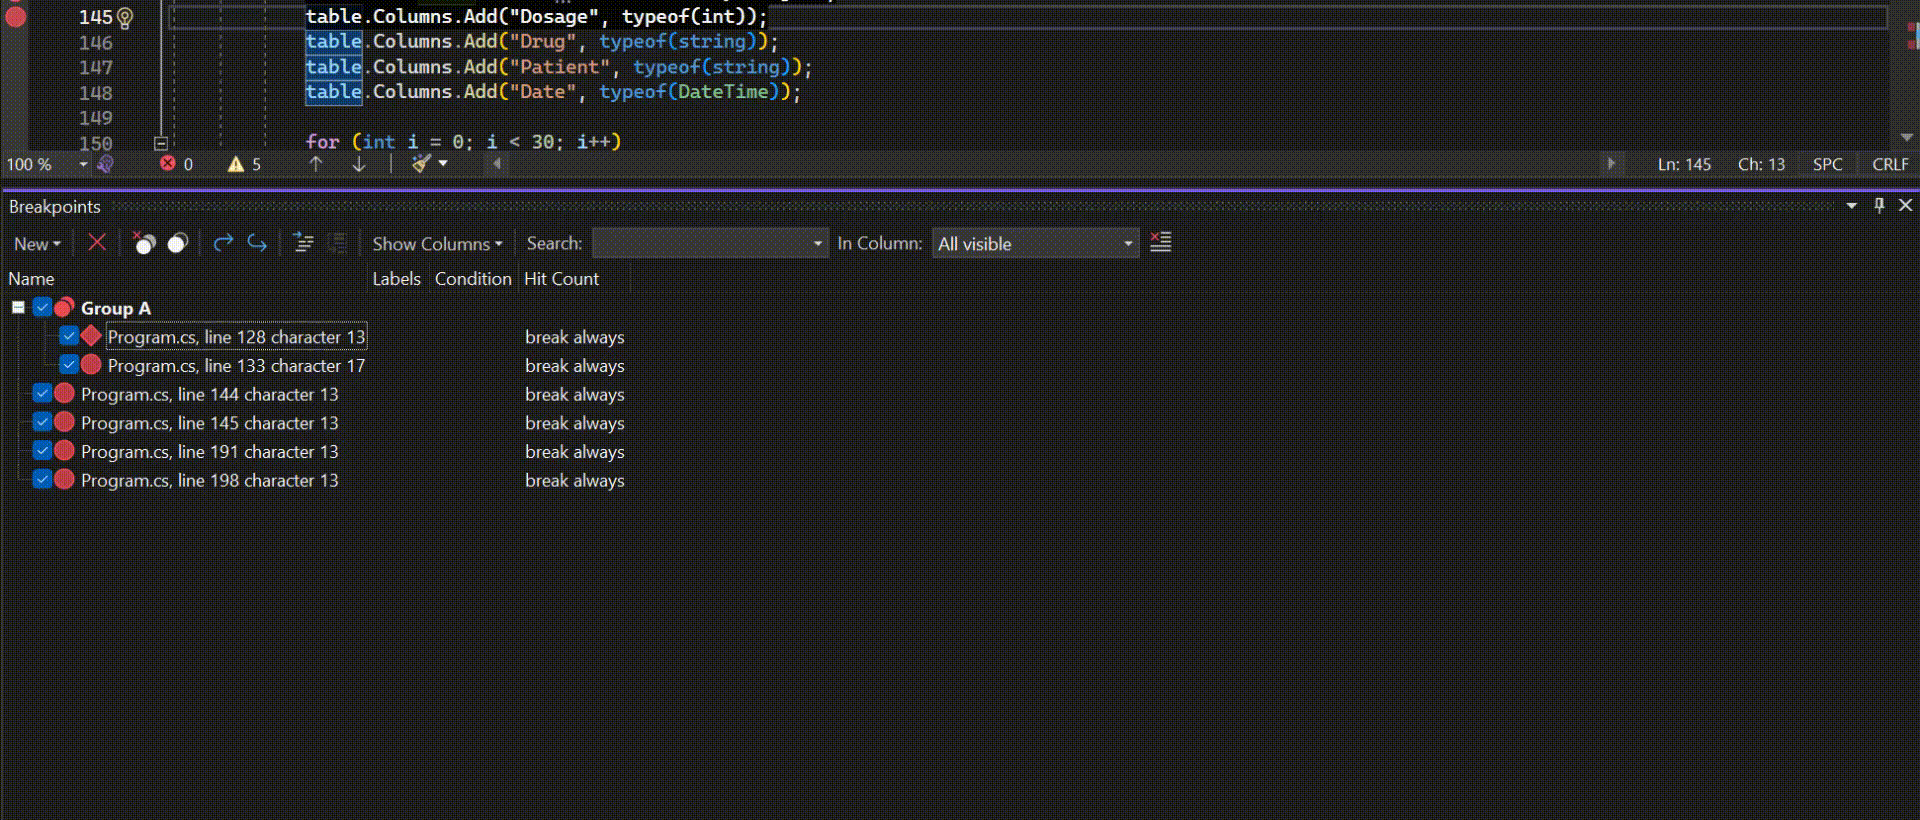 145 table.Columns.Add("Dosage", typeof(int));
146 table.Columns.Add("Drug", typeof(string));
147 table.Columns.Add("Patient", typeof(string));
148 table.Columns.Add("Date", typeof(DateTime));
149
150 for (int i = 0; i < 30; i++)
100 % 0 5 Ln: 145 Ch: 13 SPC CRLF
Breakpoints
New Show Columns Search: In Column: All visible
Name Labels Condition Hit Count
Group A
Program.cs, line 128 character 13 break always
Program.cs, line 133 character 17 break always
Program.cs, line 144 character 13 break always
Program.cs, line 145 character 13 break always
Program.cs, line 191 character 13 break always
Program.cs, line 198 character 13 break always